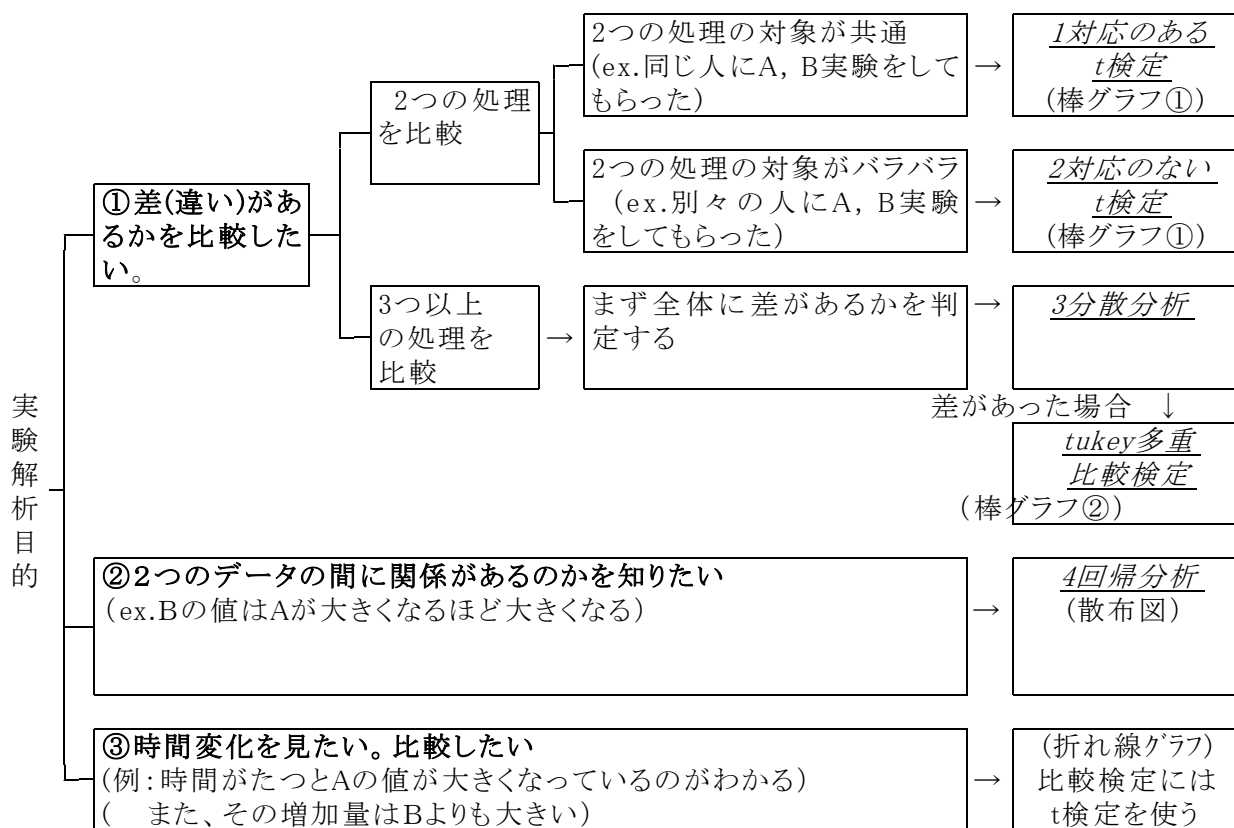 実験解析目的
①差(違い)があ
るかを比較した
い。
2つの処理
を比較
2つの処理の対象が共通
(ex.同じ人にA, B実験をして
もらった)
→
1対応のある
t検定
(棒グラフ①)
2つの処理の対象がバラバラ
(ex.別々の人にA, B実験
をしてもらった)
→
2対応のない
t検定
(棒グラフ①)
3つ以上
の処理を
比較
→
まず全体に差があるかを判
定する
→
3分散分析
差があった場合 ↓
tukey多重
比較検定
(棒グラフ②)
②2つのデータの間に関係があるのかを知りたい
(ex.Bの値はAが大きくなるほど大きくなる)
→
4回帰分析
(散布図)
③時間変化を見たい。比較したい
(例:時間がたつとAの値が大きくなっているのがわかる)
( また、その増加量はBよりも大きい)
→
(折れ線グラフ)
比較検定には
t検定を使う